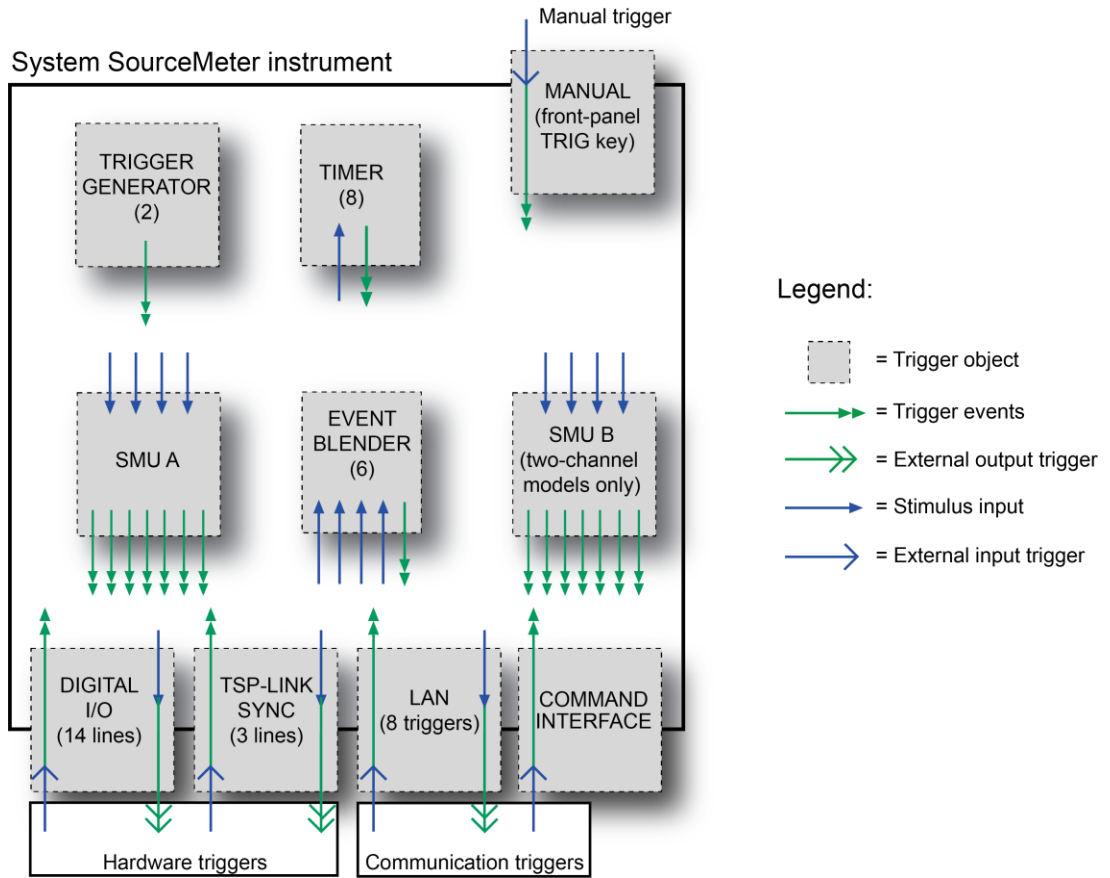 Manual trigger
System SourceMeter instrument
MANUAL
(front-panel
TRIG key)
TRIGGER
GENERATOR
(2)
TIMER
(8)
Legend:
= Trigger object
= Trigger events
= External output trigger
= Stimulus input
= External input trigger
SMU A
EVENT
BLENDER
(6)
SMU B
(two-channel
models only)
DIGITAL
I/O
(14 lines)
TSP-LINK
SYNC
(3 lines)
LAN
(8 triggers)
COMMAND
INTERFACE
Hardware triggers
Communication triggers